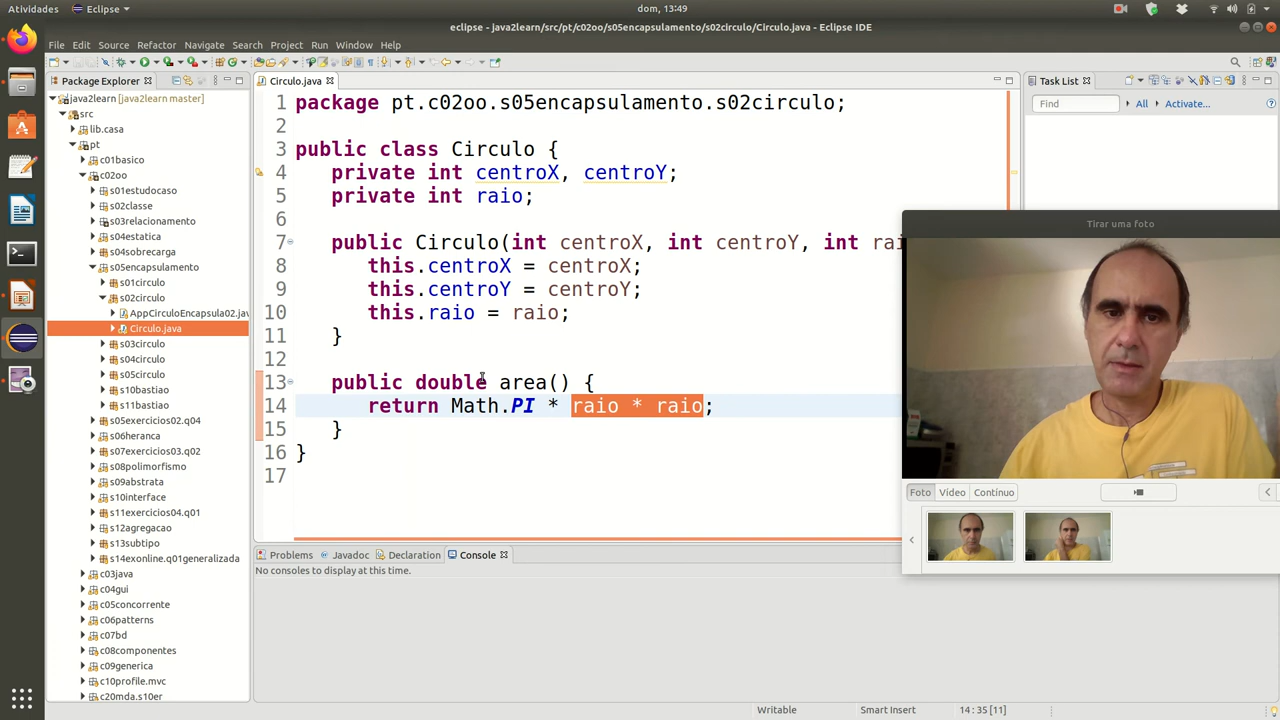 Atividades
Eclipse
dom, 13:49
eclipse - java2learn/src/pt/c02oo/s05encapsulamento/s02circulo/Circulo.java - Eclipse IDE
File Edit Source Refactor Navigate Search Project Run Window Help
Package Explorer
java2learn [java2learn master]
src
lib.casa
pt
c01basico
c02oo
s01estudocaso
s02classe
s03relacionamento
s04estatica
s04sobrecarga
s05encapsulamento
s01circulo
s02circulo
AppCirculoEncapsula02.jav
Circulo.java
s03circulo
s04circulo
s05circulo
s10bastiao
s11bastiao
s05exercicios02.q04
s06heranca
s07exercicios03.q02
s08polimorfismo
s09abstrata
s10interface
s11exercicios04.q01
s12agregacao
s13subtipo
s14exonline.q01generalizada
c03java
c04gui
c05concorrente
c06patterns
c07bd
c08componentes
c09generica
c10profile.mvc
c20mda.s10er
Circulo.java
1 package pt.c02oo.s05encapsulamento.s02circulo;
2
3 public class Circulo {
4 private int centroX, centroY;
5 private int raio;
6
7 public Circulo(int centroX, int centroY, int rai
8 this.centroX = centroX;
9 this.centroY = centroY;
10 this.raio = raio;
11 }
12
13 public double area() {
14 return Math.PI * raio * raio;
15 }
16 }
17
Task List
Find
All
Activate...
Tirar uma foto
Foto Vídeo Contínuo
Problems Javadoc Declaration Console
No consoles to display at this time.
Writable
Smart Insert
14 : 35 [11]